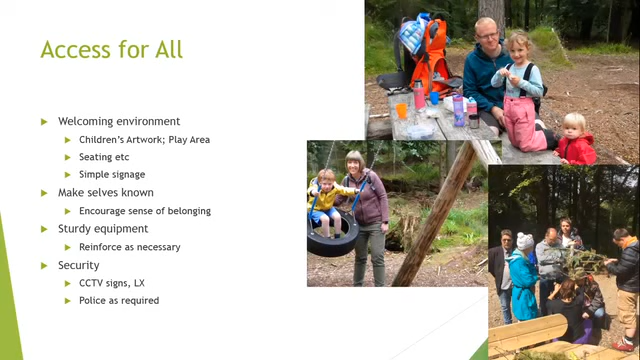 Access for All
Welcoming environment
Children's Artwork; Play Area
Seating etc
Simple signage
Make selves known
Encourage sense of belonging
Sturdy equipment
Reinforce as necessary
Security
CCTV signs, LX
Police as required